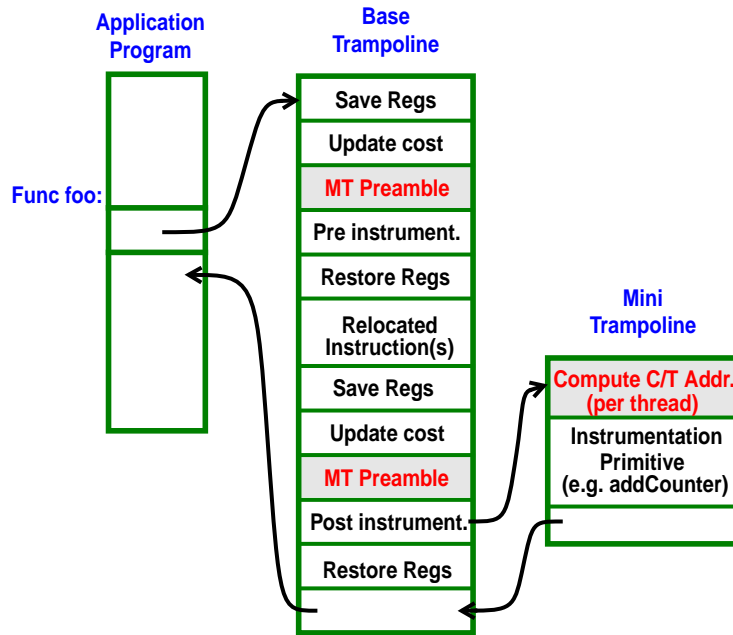 Application
Program
Base
Trampoline
Func foo:
Save Regs
Update cost
MT Preamble
Pre instrument.
Restore Regs
Relocated
Instruction(s)
Save Regs
Update cost
MT Preamble
Post instrument.
Restore Regs
Mini
Trampoline
Compute C/T Addr.
(per thread)
Instrumentation
Primitive
(e.g. addCounter)